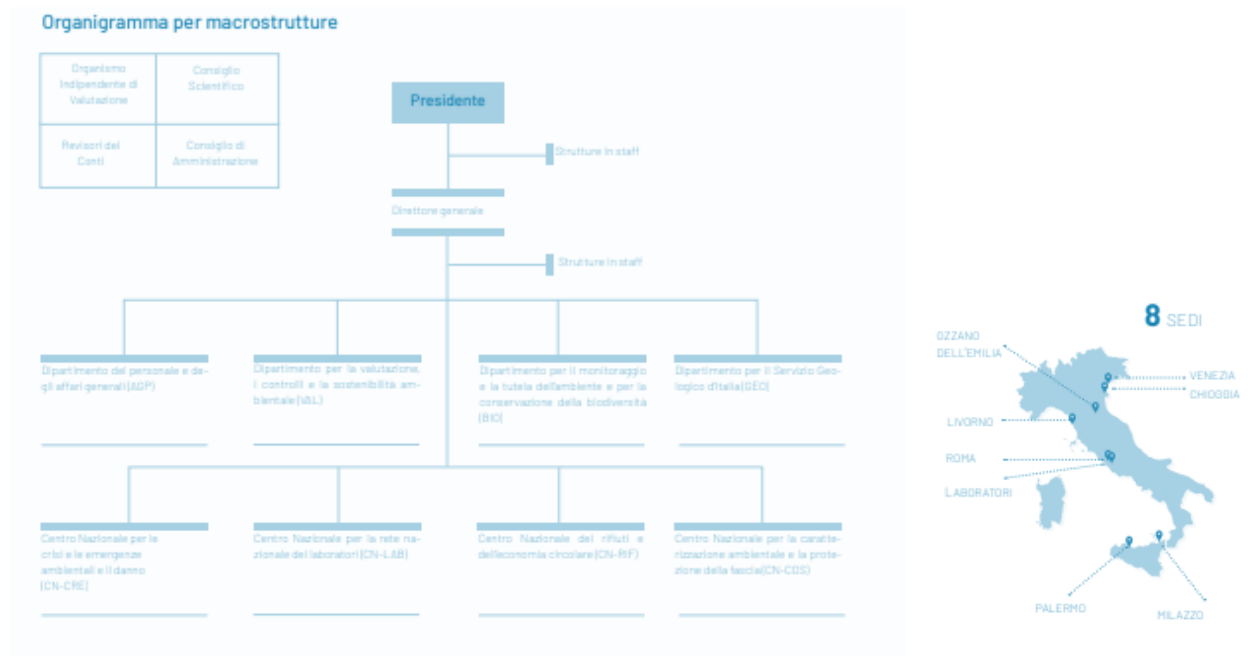 Organigramma per macrostrutture
Organismo
Indipendente di
Valutazione
Consiglio
Scientifico
Revisori dei
Conti
Consiglio di
Amministrazione
Presidente
Strutture in staff
Direttore generale
Strutture in staff
Dipartimento del personale e de-
gli affari generali (AGP)
Dipartimento per la valutazione,
i controlli e la sostenibilità am-
bientale (VAL)
Dipartimento per il monitoraggio
e la tutela dell'ambiente e per la
conservazione della biodiversità
(BIO)
Dipartimento per il Servizio Geo-
logico d'Italia (GEO)
Centro Nazionale per le
crisi e le emergenze
ambientali e il danno
(CN-CRE)
Centro Nazionale per la rete na-
zionale dei laboratori (CN-LAB)
Centro Nazionale dei rifiuti e
dell'economia circolare (CN-RIF)
Centro Nazionale per la caratte-
rizzazione ambientale e la prote-
zione della fascia (CN-COS)
8 SEDI
OZZANO
DELL'EMILIA
VENEZIA
CHIOGGIA
LIVORNO
ROMA
LABORATORI
PALERMO
MILAZZO